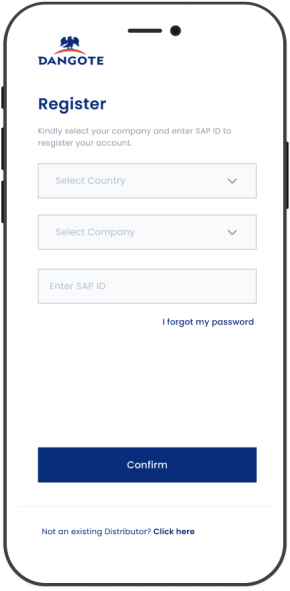 DANGOTE
Register
Kindly select your company and enter SAP ID to
resgister your account.
Select Country
Select Company
Enter SAP ID
I forgot my password
Confirm
Not an existing Distributor? Click here